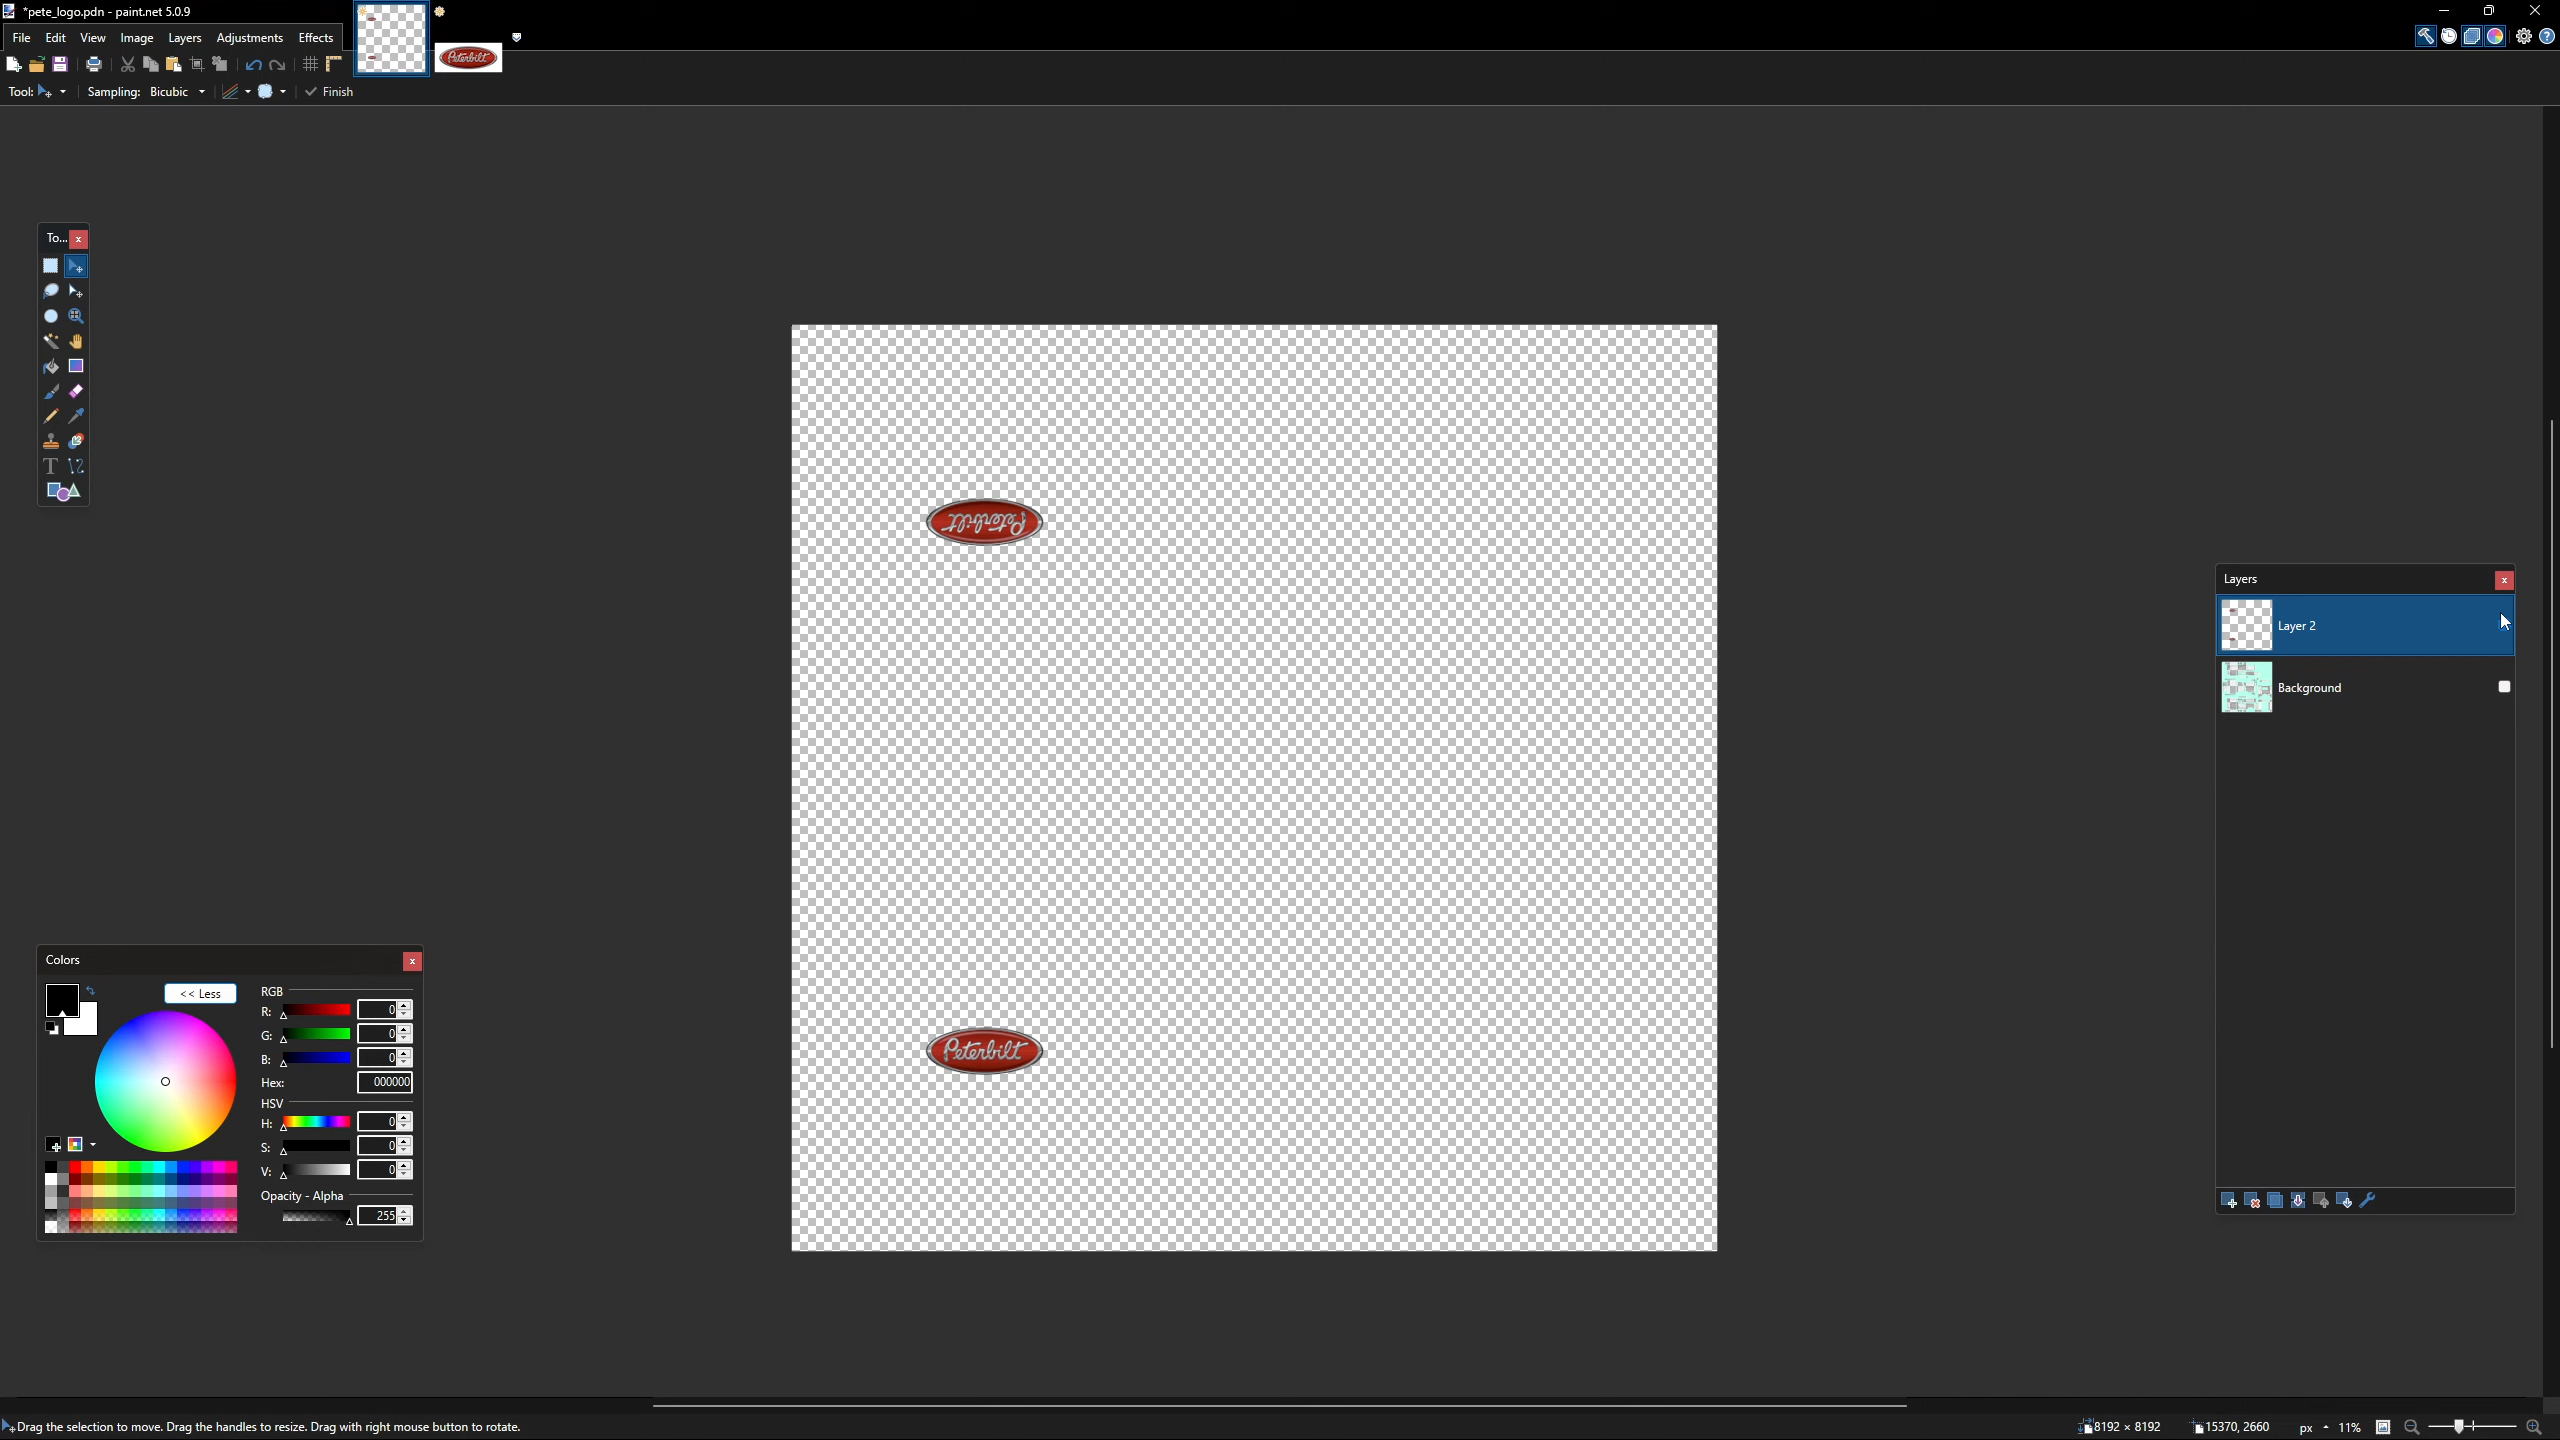 *pete_logo.pdn - paint.net 5.0.9
File Edit View Image Layers Adjustments Effects
Peterbilt
Tool: Sampling: Bicubic Finish
To...
Peterbilt
Layers
Layer 2
Background
Colors
<< Less
RGB
R: 0
G: 0
B: 0
Hex: 000000
HSV
H: 0
S: 0
V: 0
Opacity - Alpha
255
Peterbilt
Drag the selection to move. Drag the handles to resize. Drag with right mouse button to rotate.
8192 × 8192 15370, 2660 px 11%